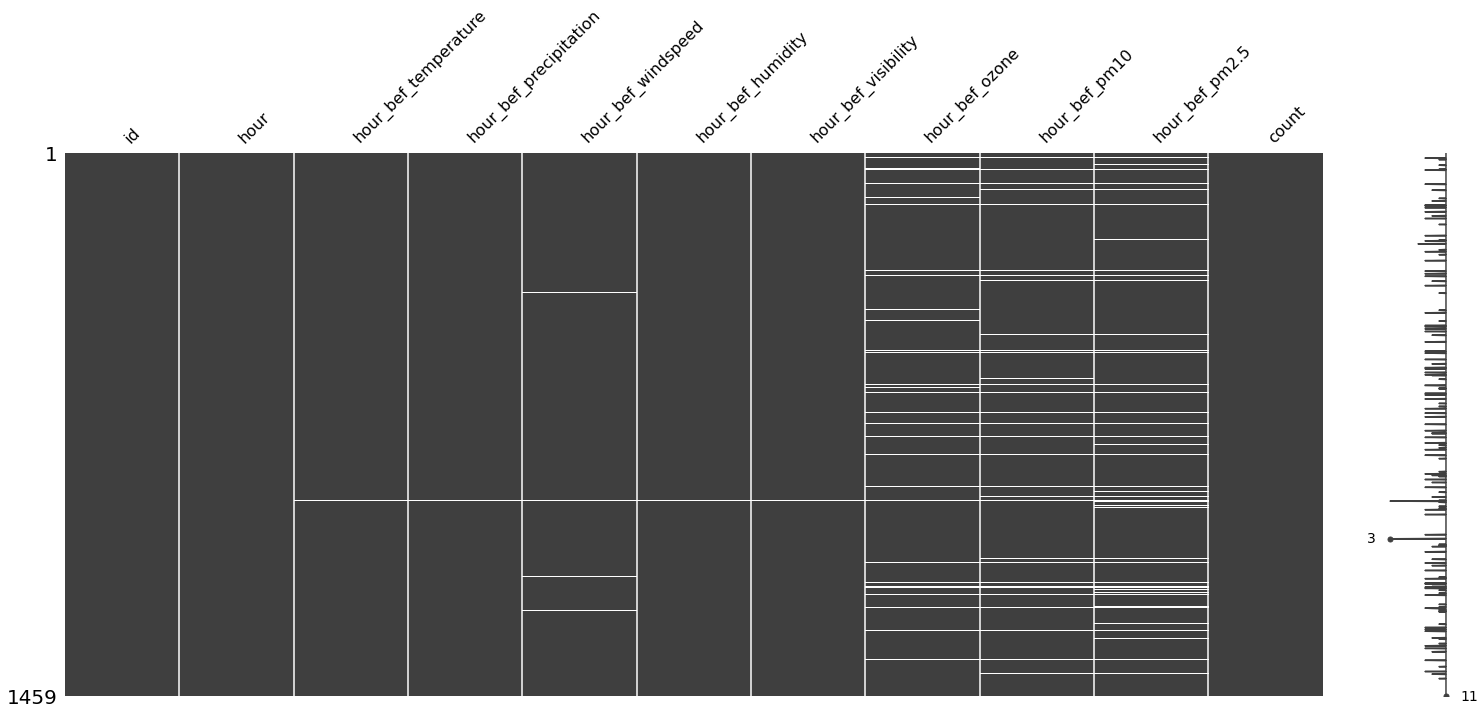 id
hour
hour_bef_temperature
hour_bef_precipitation
hour_bef_windspeed
hour_bef_humidity
hour_bef_visibility
hour_bef_ozone
hour_bef_pm10
hour_bef_pm2.5
count
1
3
1459
11